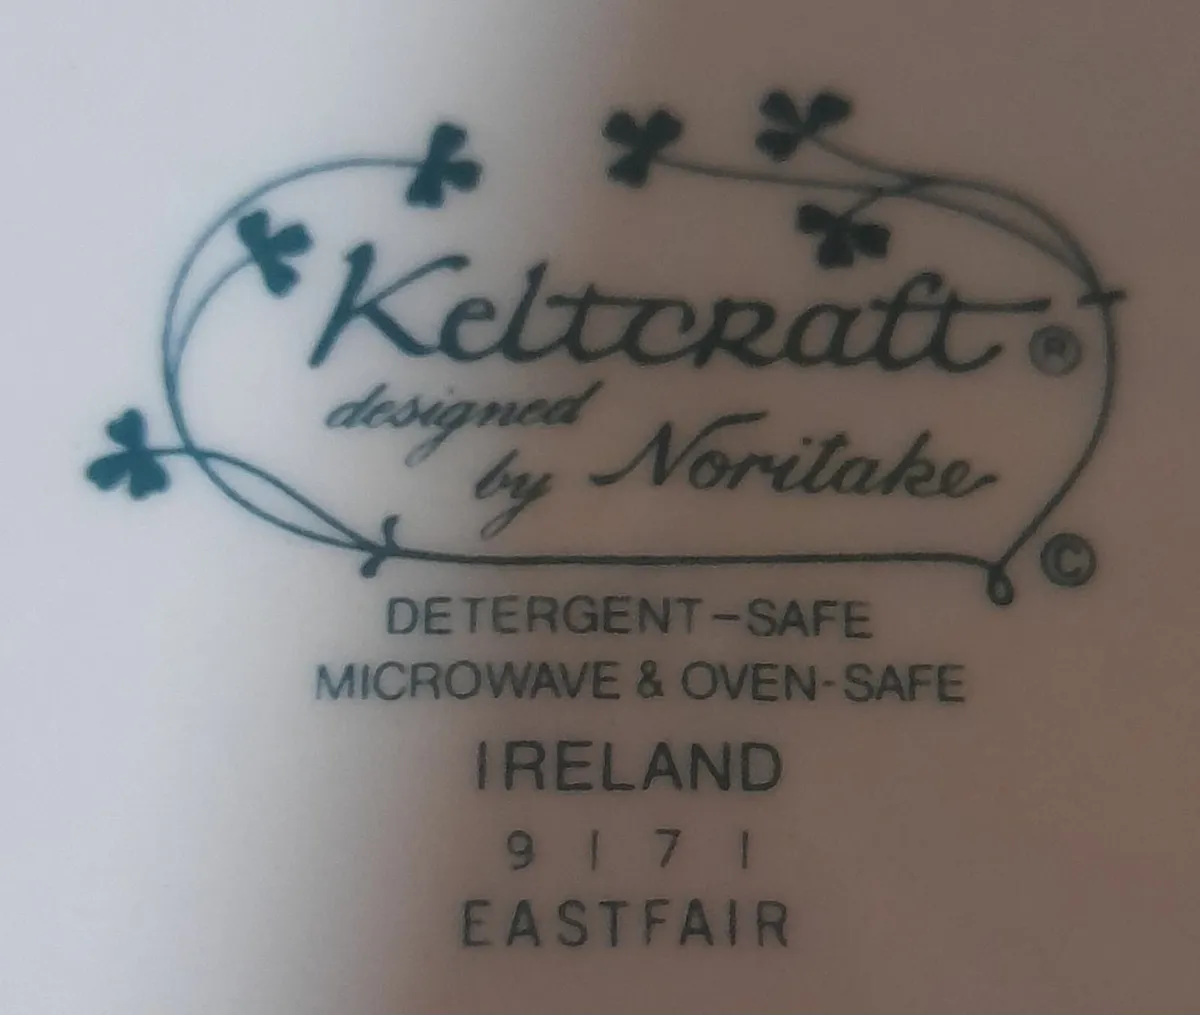 Keltcraft ®
designed
by Noritake
©
DETERGENT-SAFE
MICROWAVE & OVEN-SAFE
IRELAND
9171
EASTFAIR